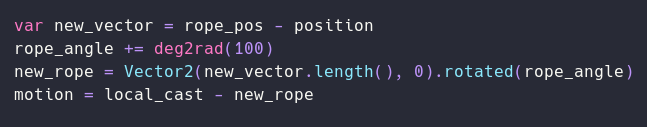 var new_vector = rope_pos - position
rope_angle += deg2rad(100)
new_rope = Vector2(new_vector.length(), 0).rotated(rope_angle)
motion = local_cast - new_rope